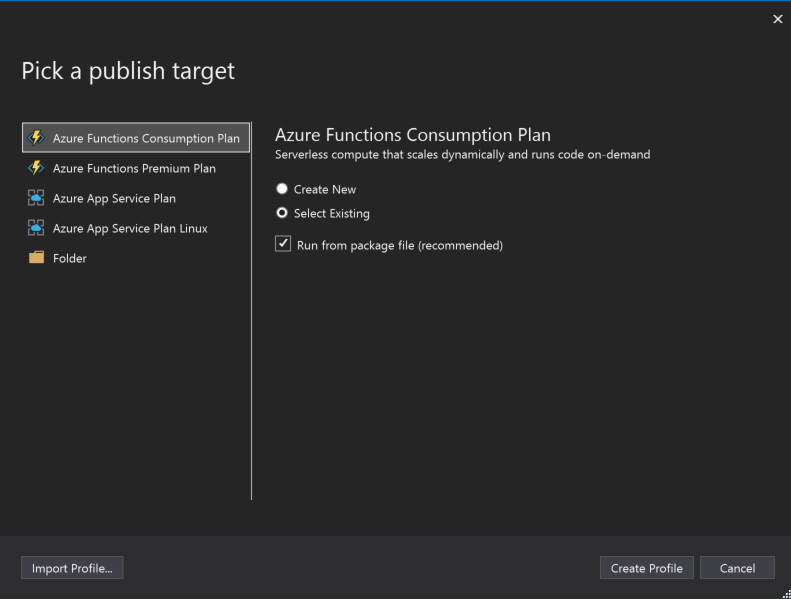 Pick a publish target
Azure Functions Consumption Plan
Azure Functions Premium Plan
Azure App Service Plan
Azure App Service Plan Linux
Folder
Azure Functions Consumption Plan
Serverless compute that scales dynamically and runs code on-demand
Create New
Select Existing
Run from package file (recommended)
Import Profile...
Create Profile
Cancel